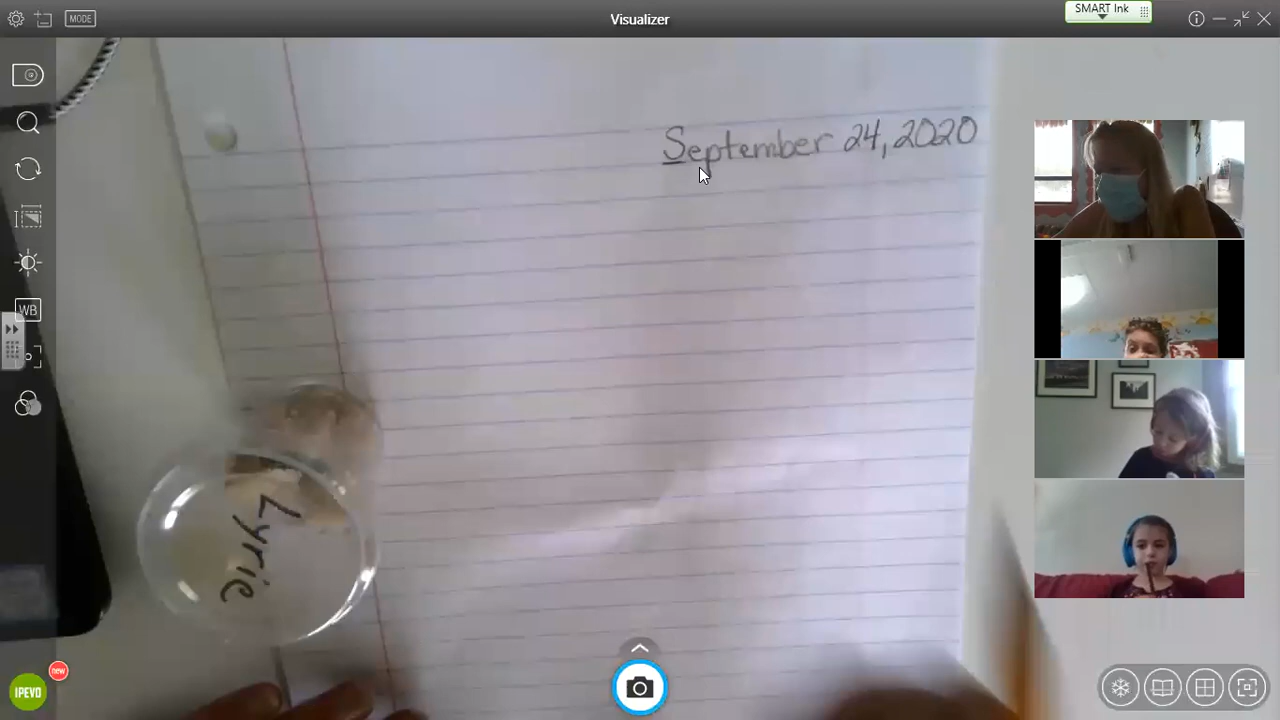 MODE
Visualizer
SMART Ink
September 24, 2020
WB
Lyric
new
IPEVO